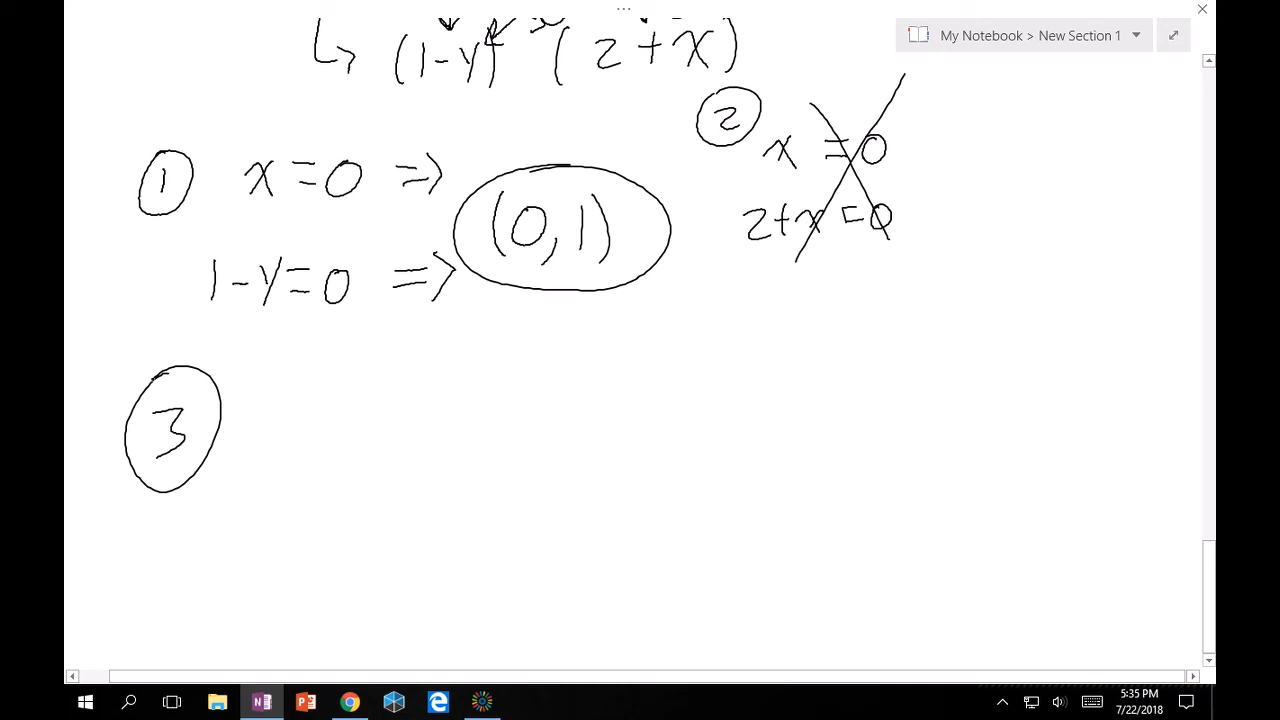 My Notebook > New Section 1
(1-y) (2+x)
② x=0
2+x=0
① x=0 =>
(0,1)
1-y=0 =>
③
5:35 PM
7/22/2018